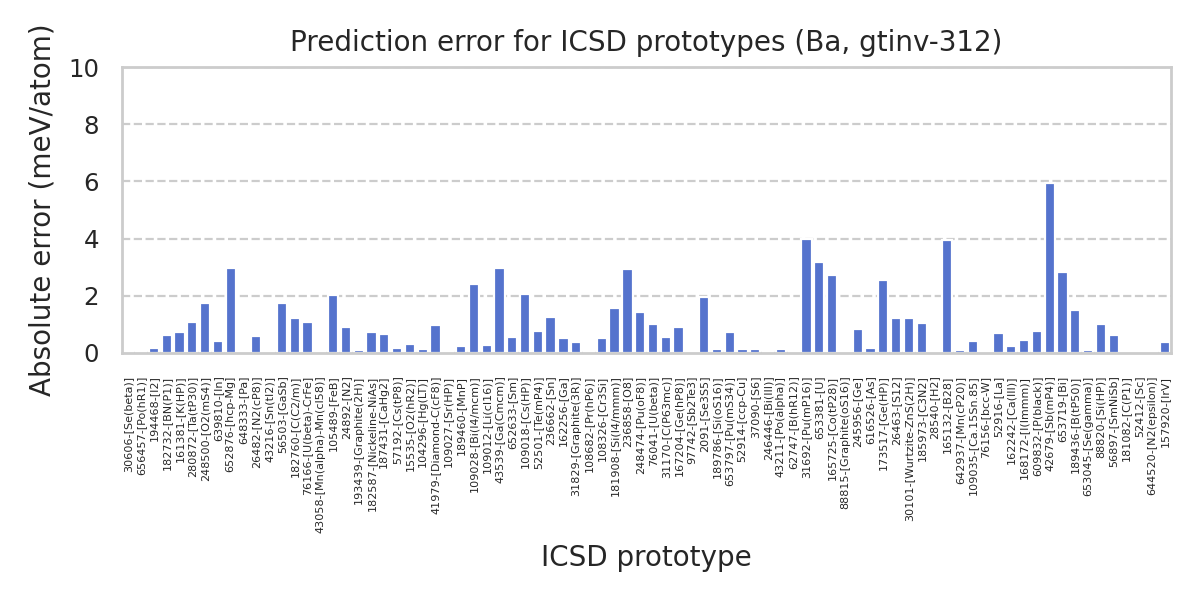 Prediction error for ICSD prototypes (Ba, gtinv-312)
Absolute error (meV/atom)
10
8
6
4
2
0
30606-[Se(beta)]
656457-[Po(hR1)]
194468-[I2]
182732-[BN(P1)]
161381-[K(HP)]
280872-[Ta(tP30)]
248500-[O2(mS4)]
639810-[In]
652876-[hcp-Mg]
648333-[Pa]
26482-[N2(cP8)]
43216-[Sn(tI2)]
56503-[GaSb]
182760-[C(C2/m)]
76166-[U(beta)-CrFe]
43058-[Mn(alpha)-Mn(cI58)]
105489-[FeB]
24892-[N2]
193439-[Graphite(2H)]
182587-[Nickeline-NiAs]
187431-[CaHg2]
57192-[Cs(tP8)]
15535-[O2(hR2)]
104296-[Hg(LT)]
41979-[Diamond-C(cF8)]
109027-[Sr(HP)]
189460-[MnP]
109028-[Bi(I4/mcm)]
109012-[Li(cI16)]
43539-[Ga(Cmcm)]
652633-[Sm]
109018-[Cs(HP)]
52501-[Te(mP4)]
236662-[Sn]
162256-[Ga]
31829-[Graphite(3R)]
108682-[Pr(hP6)]
108326-[Cr3Si]
181908-[Si(I4/mmm)]
236858-[O8]
248474-[Pu(oF8)]
76041-[U(beta)]
31170-[C(P63mc)]
167204-[Ge(hP8)]
97742-[Sb2Te3]
2091-[Se3S5]
189786-[Si(oS16)]
653797-[Pu(mS34)]
52914-[ccp-Cu]
37090-[S6]
246446-[Bi(III)]
43211-[Po(alpha)]
62747-[B(hR12)]
31692-[Pu(mP16)]
653381-[U]
165725-[Co(tP28)]
88815-[Graphite(oS16)]
245956-[Ge]
616526-[As]
173517-[Ge(HP)]
26463-[S12]
30101-[Wurtzite-ZnS(2H)]
185973-[C3N2]
28540-[H2]
165132-[B28]
642937-[Mn(cP20)]
109035-[Ca.15Sn.85]
76156-[bcc-W]
52916-[La]
162242-[Ca(III)]
168172-[I(Immm)]
609832-[P(black)]
42679-[Sb(mP4)]
653719-[Bi]
189436-[B(tP50)]
653045-[Se(gamma)]
88820-[Si(HP)]
56897-[SmNiSb]
181082-[C(P1)]
52412-[Sc]
644520-[N2(epsilon)]
157920-[IrV]
ICSD prototype